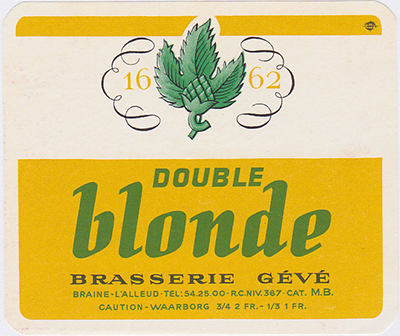 16 62
DOUBLE
blonde
BRASSERIE GÉVÉ
BRAINE-L'ALLEUD·TEL:54.25.00·R.C.NIV.367·CAT. M.B.
CAUTION-WAARBORG 3/4 2 FR.-1/3 1 FR.